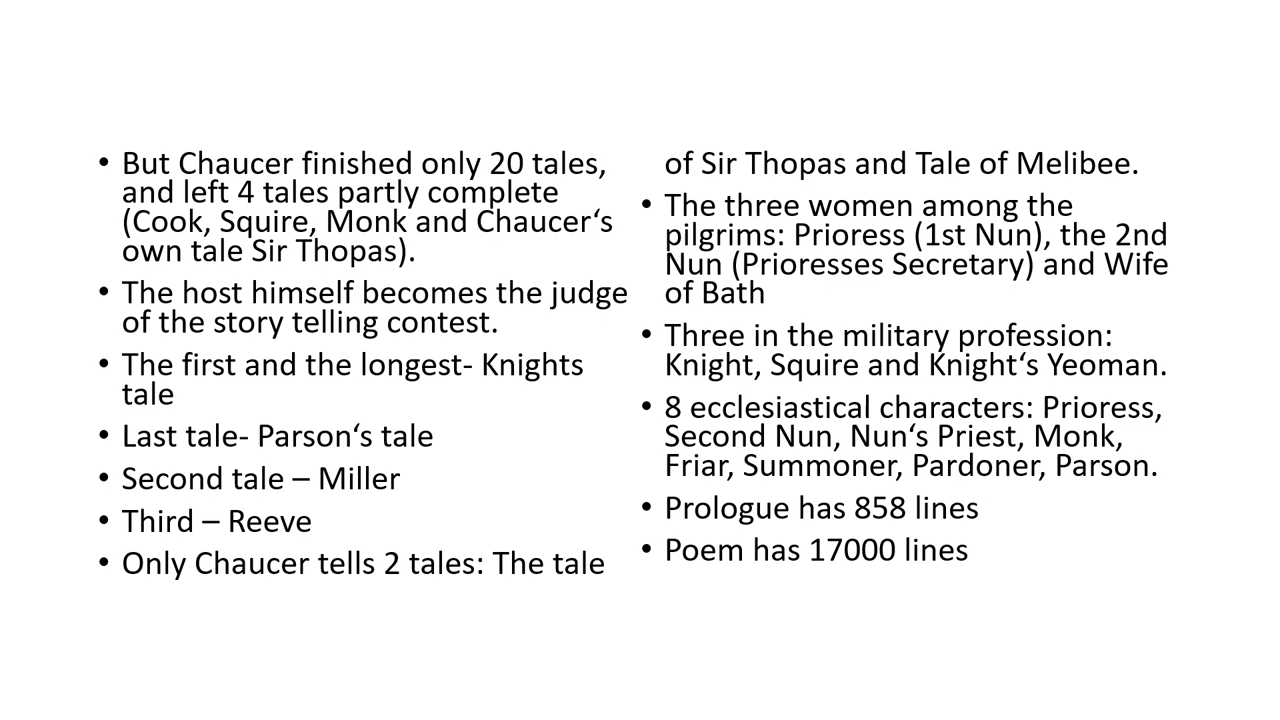 • But Chaucer finished only 20 tales,
and left 4 tales partly complete
(Cook, Squire, Monk and Chaucer‘s
own tale Sir Thopas).
• The host himself becomes the judge
of the story telling contest.
• The first and the longest- Knights
tale
• Last tale- Parson‘s tale
• Second tale – Miller
• Third – Reeve
• Only Chaucer tells 2 tales: The tale
of Sir Thopas and Tale of Melibee.
• The three women among the
pilgrims: Prioress (1st Nun), the 2nd
Nun (Prioresses Secretary) and Wife
of Bath
• Three in the military profession:
Knight, Squire and Knight‘s Yeoman.
• 8 ecclesiastical characters: Prioress,
Second Nun, Nun‘s Priest, Monk,
Friar, Summoner, Pardoner, Parson.
• Prologue has 858 lines
• Poem has 17000 lines